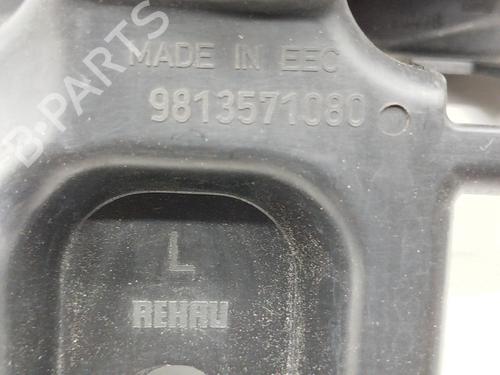 B-PARTS
MADE IN EEC
9813571080
L
REHAU